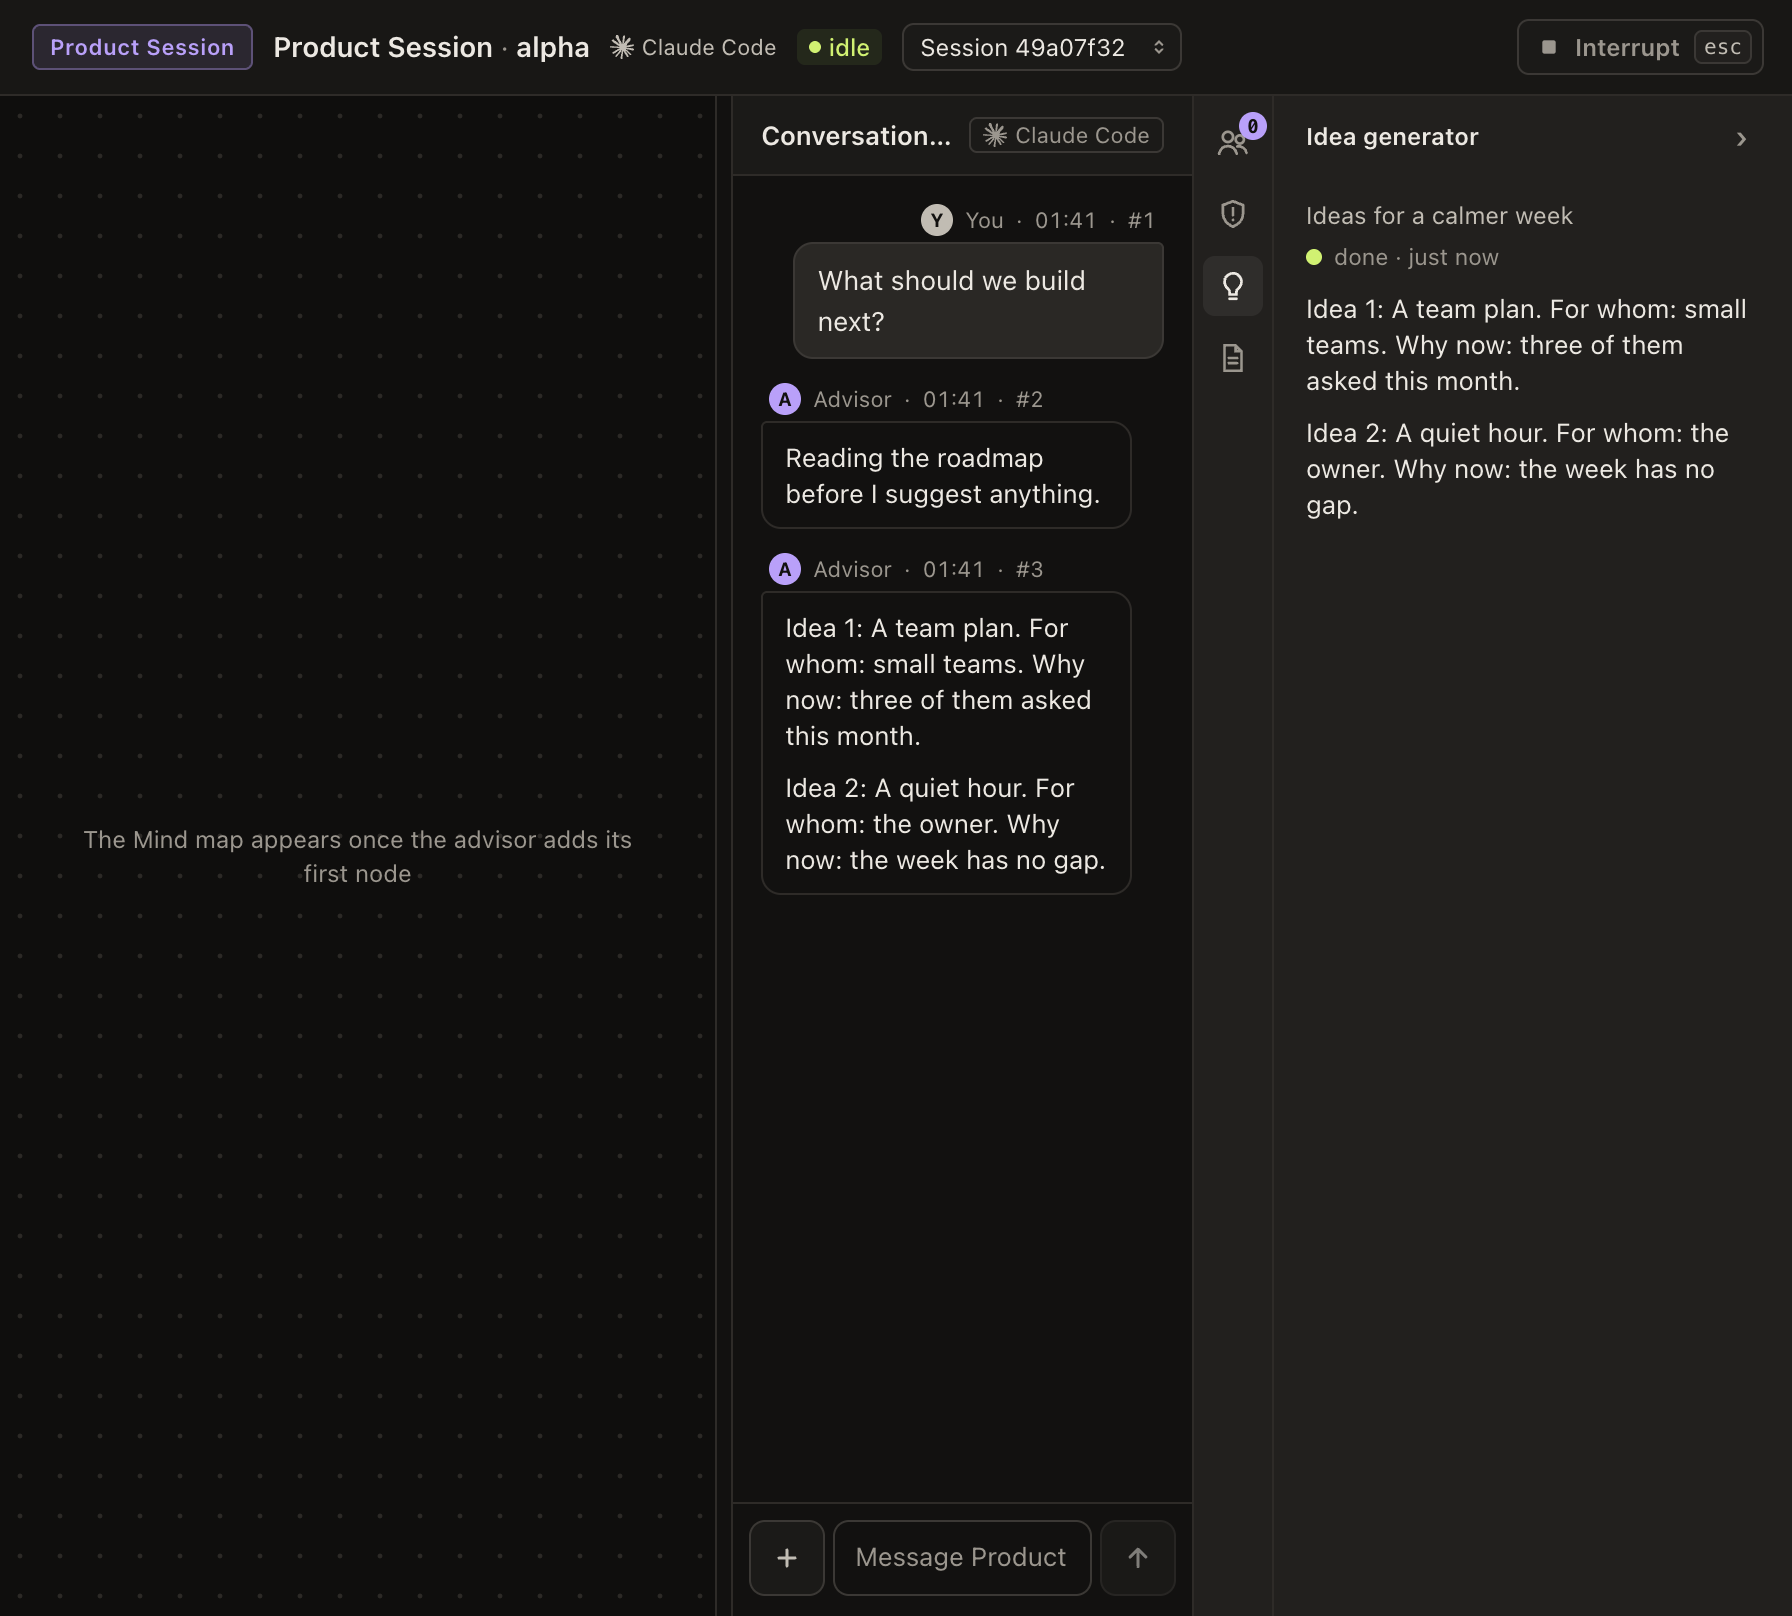 Product Session
Product Session · alpha
Claude Code
idle
Session 49a07f32
Interrupt
esc
The Mind map appears once the advisor adds its
first node
Conversation...
Claude Code
Y
You · 01:41 · #1
What should we build
next?
A
Advisor · 01:41 · #2
Reading the roadmap
before I suggest anything.
A
Advisor · 01:41 · #3
Idea 1: A team plan. For
whom: small teams. Why
now: three of them asked
this month.
Idea 2: A quiet hour. For
whom: the owner. Why
now: the week has no gap.
Message Product
0
Idea generator
Ideas for a calmer week
done · just now
Idea 1: A team plan. For whom: small
teams. Why now: three of them
asked this month.
Idea 2: A quiet hour. For whom: the
owner. Why now: the week has no
gap.